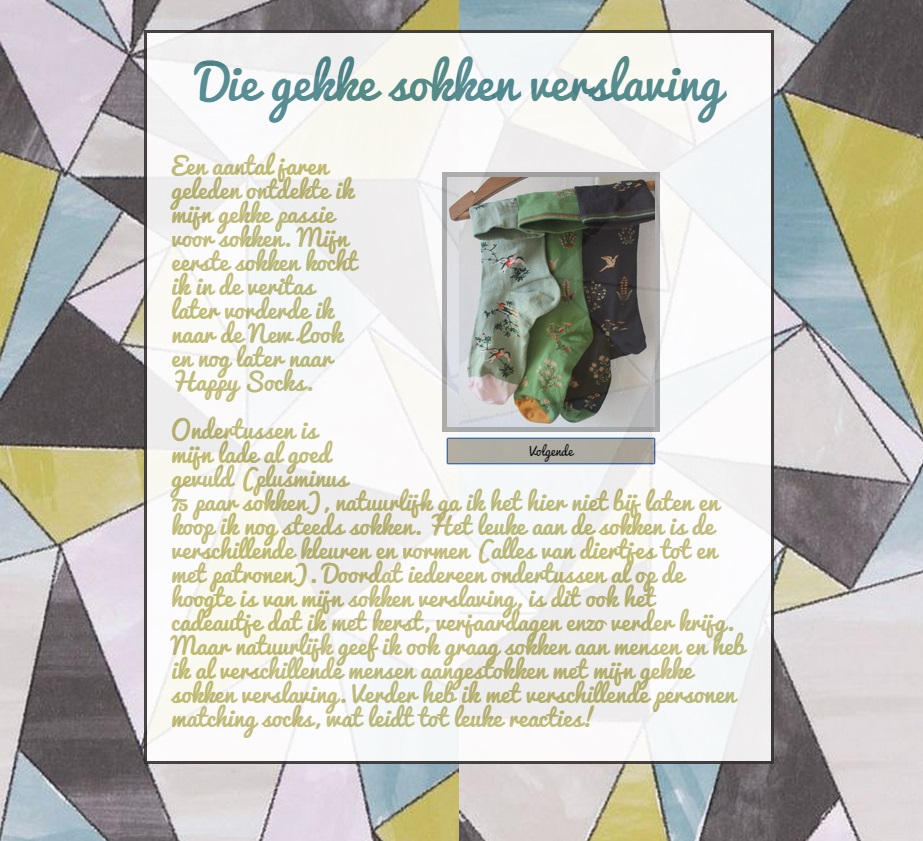 Die gekke sokken verslaving
Een aantal jaren
geleden ontdekte ik
mijn gekke passie
voor sokken. Mijn
eerste sokken kocht
ik in de veritas
later vorderde ik
naar de New Look
en nog later naar
Happy Socks.
Ondertussen is
mijn lade al goed
gevuld (plusminus
75 paar sokken), natuurlijk ga ik het hier niet bij laten en
koop ik nog steeds sokken. Het leuke aan de sokken is de
verschillende kleuren en vormen (alles van diertjes tot en
met patronen). Doordat iedereen ondertussen al op de
hoogte is van mijn sokken verslaving, is dit ook het
cadeautje dat ik met kerst, verjaardagen enzo verder krijg.
Maar natuurlijk geef ik ook graag sokken aan mensen en heb
ik al verschillende mensen aangestokken met mijn gekke
sokken verslaving. Verder heb ik met verschillende personen
matching socks, wat leidt tot leuke reacties!
Volgende